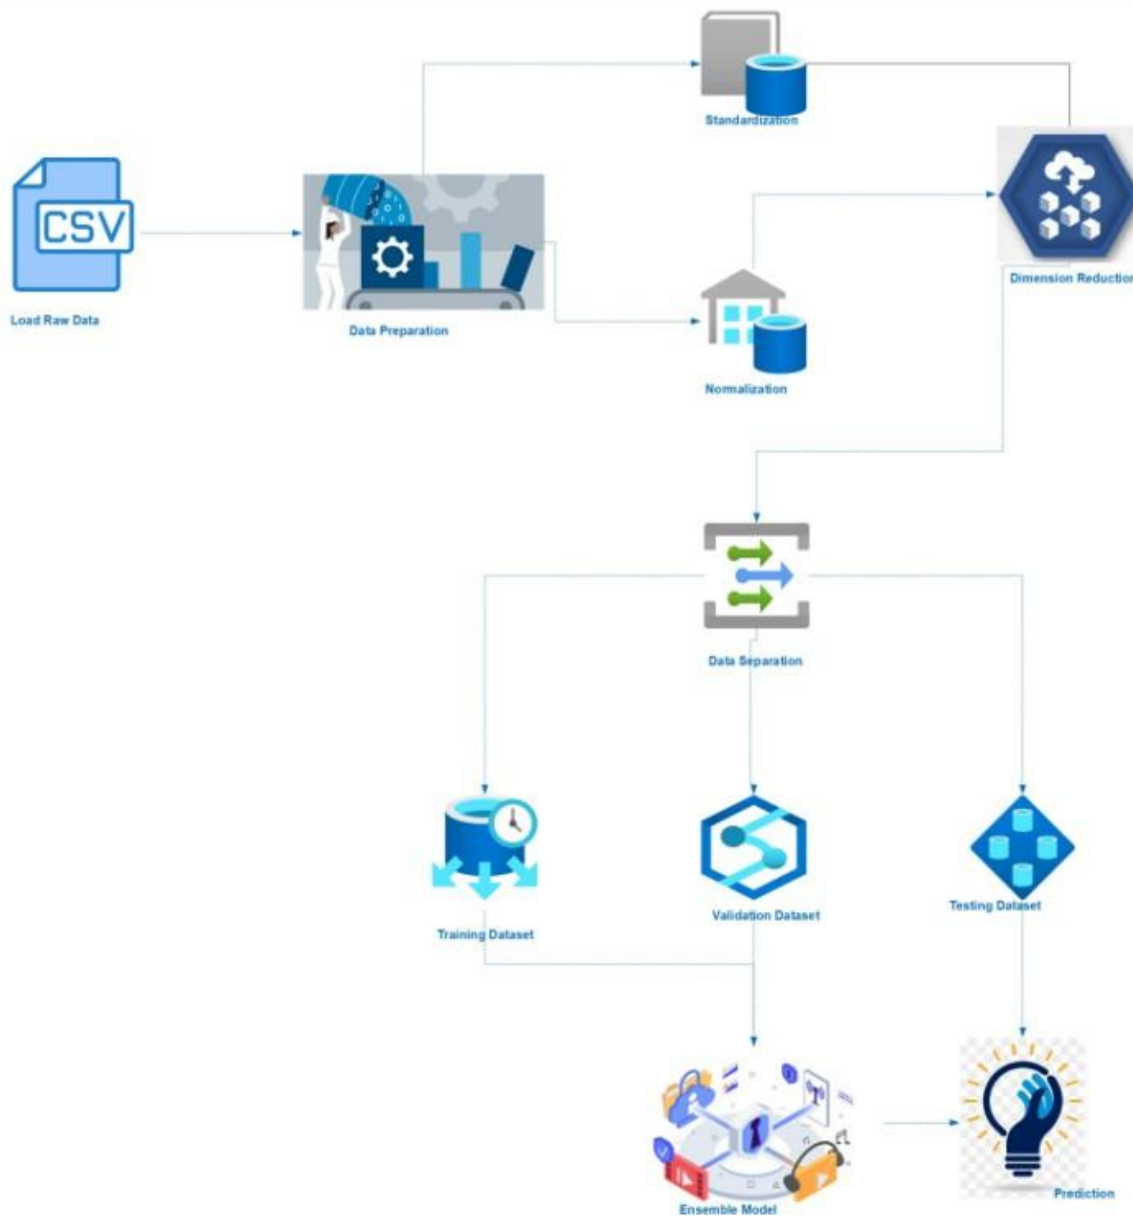 Standardization
CSV
Load Raw Data
Data Preparation
Dimension Reduction
Normalization
Data Separation
Training Dataset
Validation Dataset
Testing Dataset
Ensemble Model
Prediction